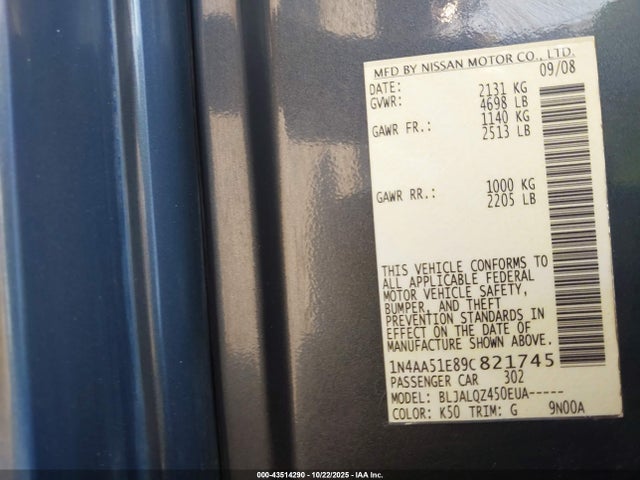 MFD BY NISSAN MOTOR CO., LTD.
DATE: 09/08
GVWR: 2131 KG
4698 LB
GAWR FR.: 1140 KG
2513 LB
GAWR RR.: 1000 KG
2205 LB
THIS VEHICLE CONFORMS TO
ALL APPLICABLE FEDERAL
MOTOR VEHICLE SAFETY,
BUMPER, AND THEFT
PREVENTION STANDARDS IN
EFFECT ON THE DATE OF
MANUFACTURE SHOWN ABOVE.
1N4AA51E89C821745
PASSENGER CAR 302
MODEL: BLJALQZ450EUA-----
COLOR: K50 TRIM: G 9N00A
000-43514290 - 10/22/2025 - IAA Inc.